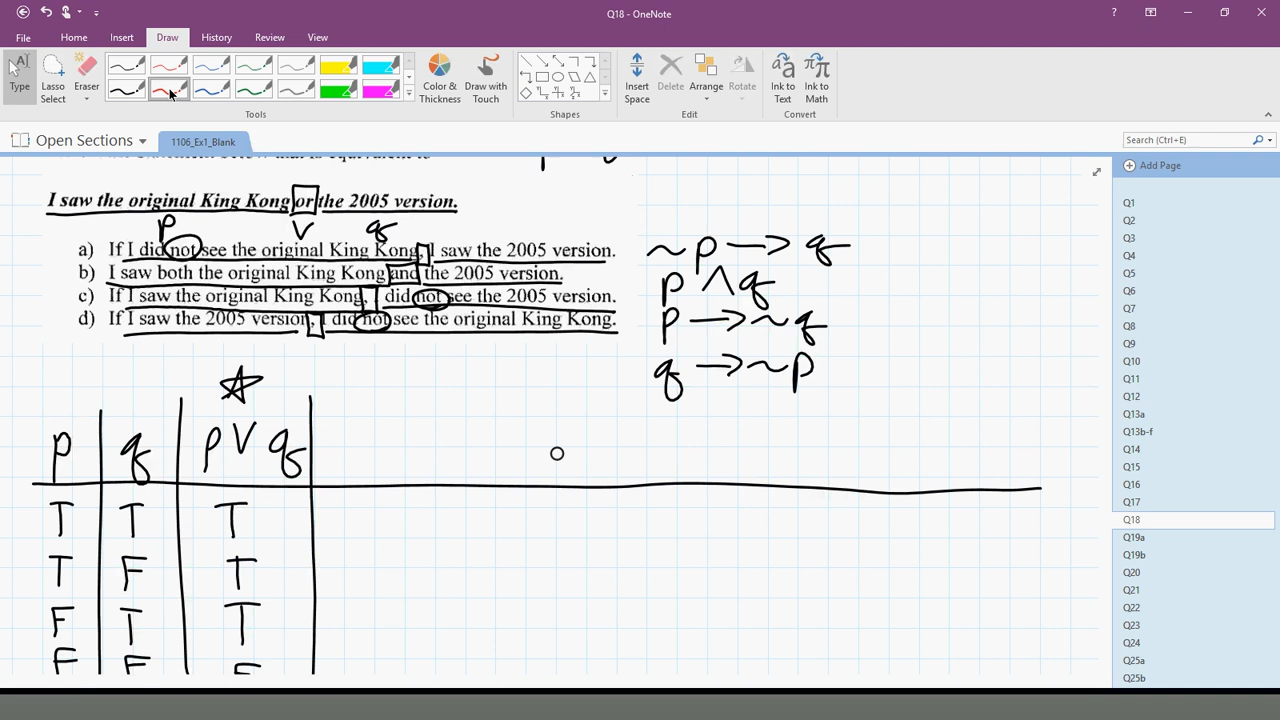 Q18 - OneNote
?
File Home Insert Draw History Review View
Type
Lasso Select
Eraser
Color & Thickness
Draw with Touch
Insert Space
Delete
Arrange
Rotate
Ink to Text
Ink to Math
Tools Shapes Edit Convert
Open Sections 1106_Ex1_Blank
Search (Ctrl+E)
Add Page
I saw the original King Kong or the 2005 version.
p V q
a) If I did not see the original King Kong, I saw the 2005 version.
b) I saw both the original King Kong and the 2005 version.
c) If I saw the original King Kong, I did not see the 2005 version.
d) If I saw the 2005 version, I did not see the original King Kong.
~p → q
p ∧ q
p → ~q
q → ~p
p q p V q
T T T
T F T
F T T
F F F
Q1
Q2
Q3
Q4
Q5
Q6
Q7
Q8
Q9
Q10
Q11
Q12
Q13a
Q13b-f
Q14
Q15
Q16
Q17
Q18
Q19a
Q19b
Q20
Q21
Q22
Q23
Q24
Q25a
Q25b